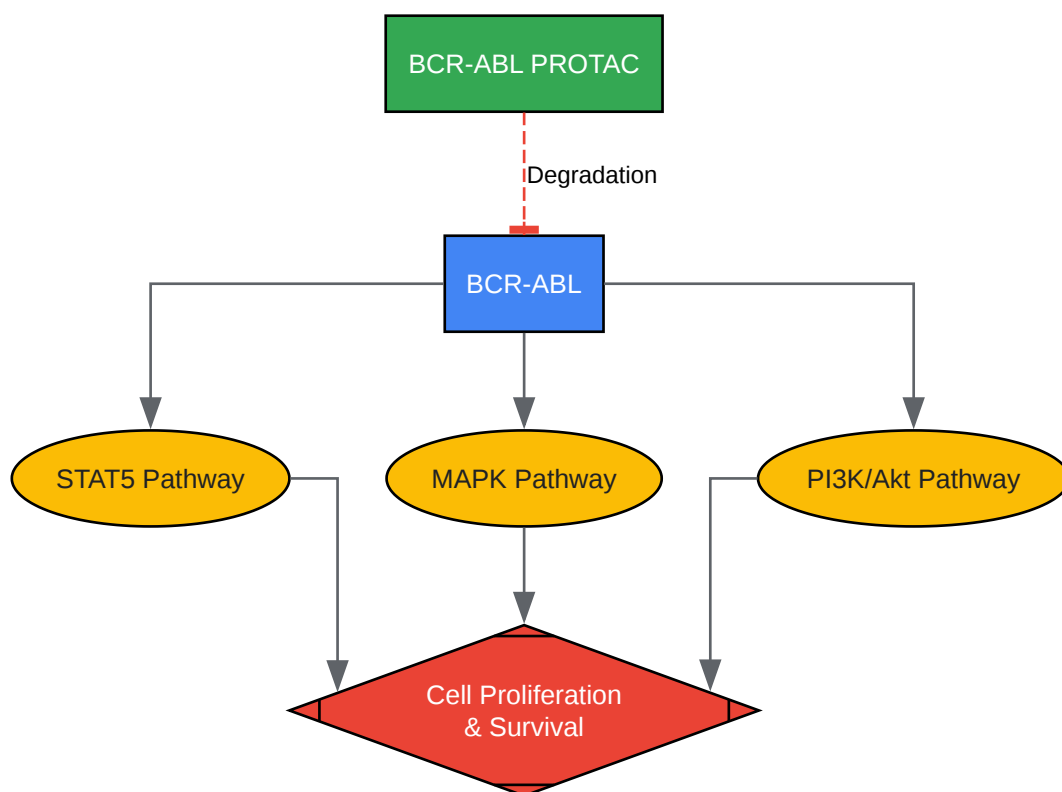 BCR-ABL PROTAC
Degradation
BCR-ABL
STAT5 Pathway
MAPK Pathway
PI3K/Akt Pathway
Cell Proliferation
& Survival